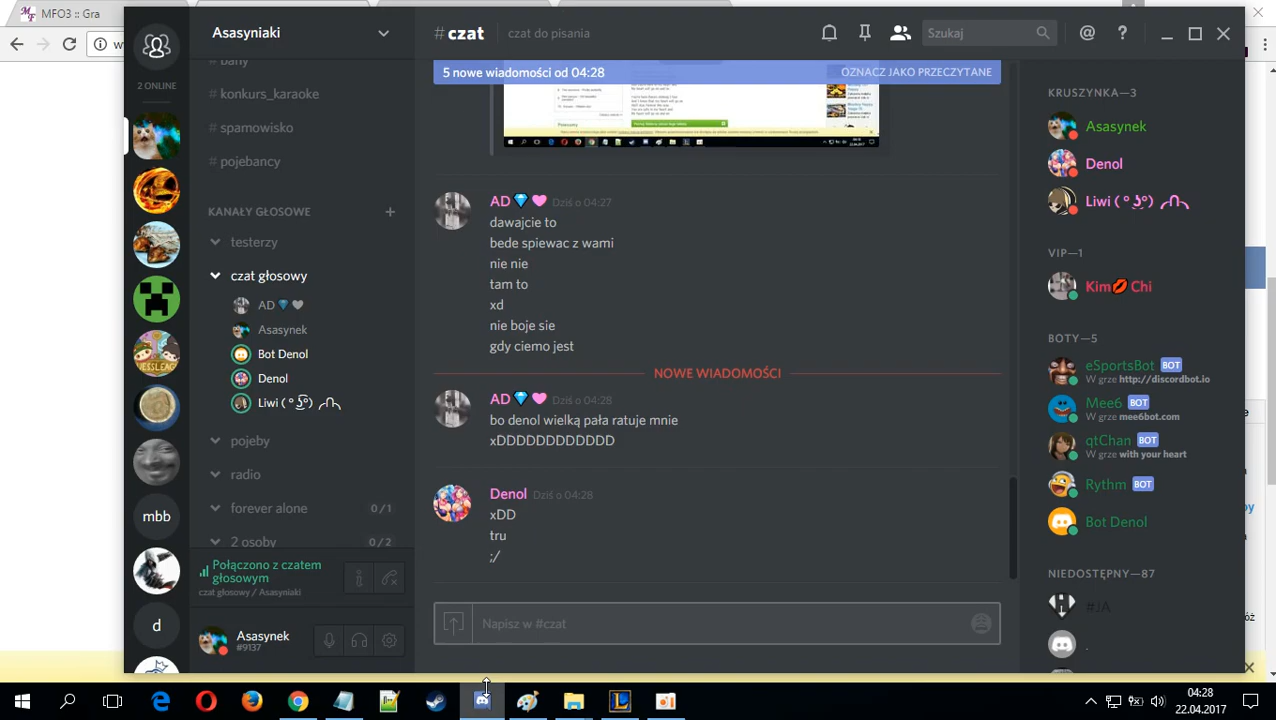 MFO3 :: Gra
Asasyniaki
#czat
czat do pisania
Szukaj
2 ONLINE
# bany
# konkurs_karaoke
# spamowisko
# pojebancy
KANAŁY GŁOSOWE
testerzy
czat głosowy
AD
Asasynek
Bot Denol
Denol
Liwi ( ͡° ͜ʖ ͡°) ╭∩╮
pojeby
radio
forever alone 0/1
2 osoby 0/2
mbb
d
Połączono z czatem
głosowym
czat głosowy / Asasyniaki
Asasynek
#9137
5 nowe wiadomości od 04:28
OZNACZ JAKO PRZECZYTANE
AD💎💗 Dziś o 04:27
dawajcie to
bede spiewac z wami
nie nie
tam to
xd
nie boje sie
gdy ciemo jest
NOWE WIADOMOŚCI
AD💎💗 Dziś o 04:28
bo denol wielką pała ratuje mnie
xDDDDDDDDDDDD
Denol Dziś o 04:28
xDD
tru
;/
Napisz w #czat
KRUSZYNKA—3
Asasynek
Denol
Liwi ( ͡° ͜ʖ ͡°) ╭∩╮
VIP—1
Kim💋Chi
BOTY—5
eSportsBot BOT
W grze http://discordbot.io
Mee6 BOT
W grze mee6bot.com
qtChan BOT
W grze with your heart
Rythm BOT
Bot Denol
NIEDOSTĘPNY—87
#JA
.
04:28
22.04.2017